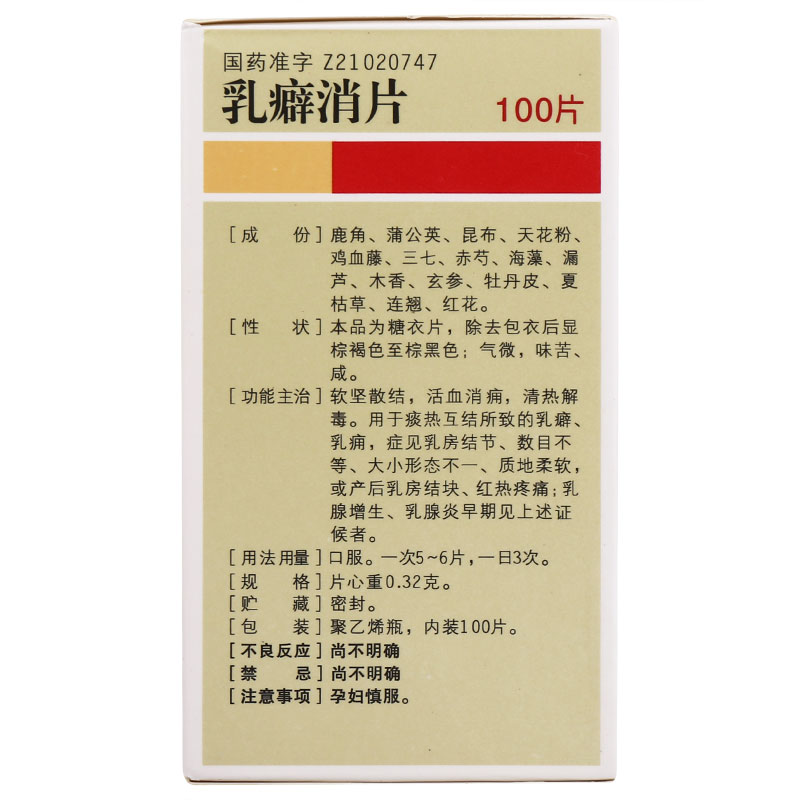 国药准字 Z21020747
乳癖消片 100片
[成 份] 鹿角、蒲公英、昆布、天花粉、
鸡血藤、三七、赤芍、海藻、漏
芦、木香、玄参、牡丹皮、夏
枯草、连翘、红花。
[性 状] 本品为糖衣片，除去包衣后显
棕褐色至棕黑色；气微，味苦、
咸。
[功能主治] 软坚散结，活血消痈，清热解
毒。用于痰热互结所致的乳癖、
乳痈，症见乳房结节、数目不
等、大小形态不一、质地柔软，
或产后乳房结块、红热疼痛；乳
腺增生、乳腺炎早期见上述证
候者。
[用法用量] 口服。一次5~6片，一日3次。
[规 格] 片心重0.32克。
[贮 藏] 密封。
[包 装] 聚乙烯瓶，内装100片。
[不良反应] 尚不明确
[禁 忌] 尚不明确
[注意事项] 孕妇慎服。